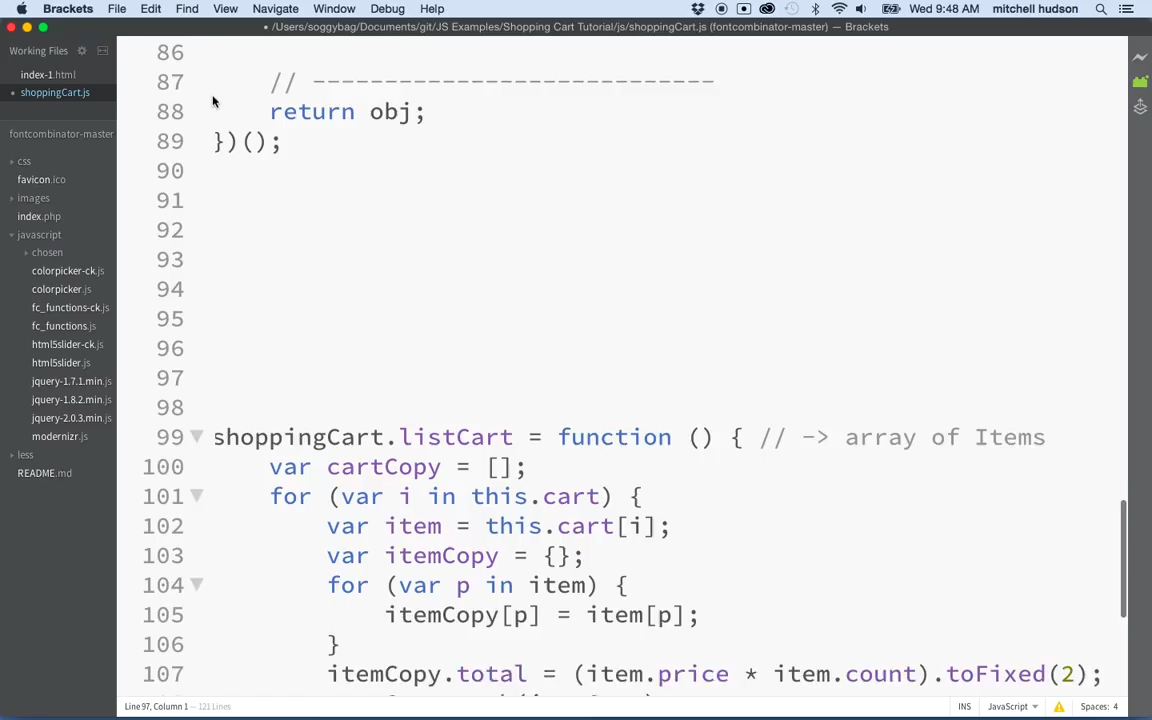 Brackets File Edit Find View Navigate Window Debug Help Wed 9:48 AM mitchell hudson
• /Users/soggybag/Documents/git/JS Examples/Shopping Cart Tutorial/js/shoppingCart.js (fontcombinator-master) — Brackets
Working Files
index-1.html
• shoppingCart.js
fontcombinator-master
css
favicon.ico
images
index.php
javascript
chosen
colorpicker-ck.js
colorpicker.js
fc_functions-ck.js
fc_functions.js
html5slider-ck.js
html5slider.js
jquery-1.7.1.min.js
jquery-1.8.2.min.js
jquery-2.0.3.min.js
modernizr.js
less
README.md
86
87 // ----------------------------
88 return obj;
89 })();
90
91
92
93
94
95
96
97
98
99 shoppingCart.listCart = function () { // -> array of Items
100 var cartCopy = [];
101 for (var i in this.cart) {
102 var item = this.cart[i];
103 var itemCopy = {};
104 for (var p in item) {
105 itemCopy[p] = item[p];
106 }
107 itemCopy.total = (item.price * item.count).toFixed(2);
Line 97, Column 1 — 121 Lines INS JavaScript Spaces: 4